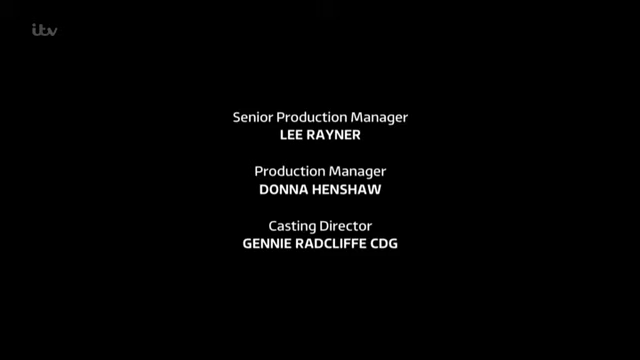 itv
Senior Production Manager
LEE RAYNER
Production Manager
DONNA HENSHAW
Casting Director
GENNIE RADCLIFFE CDG